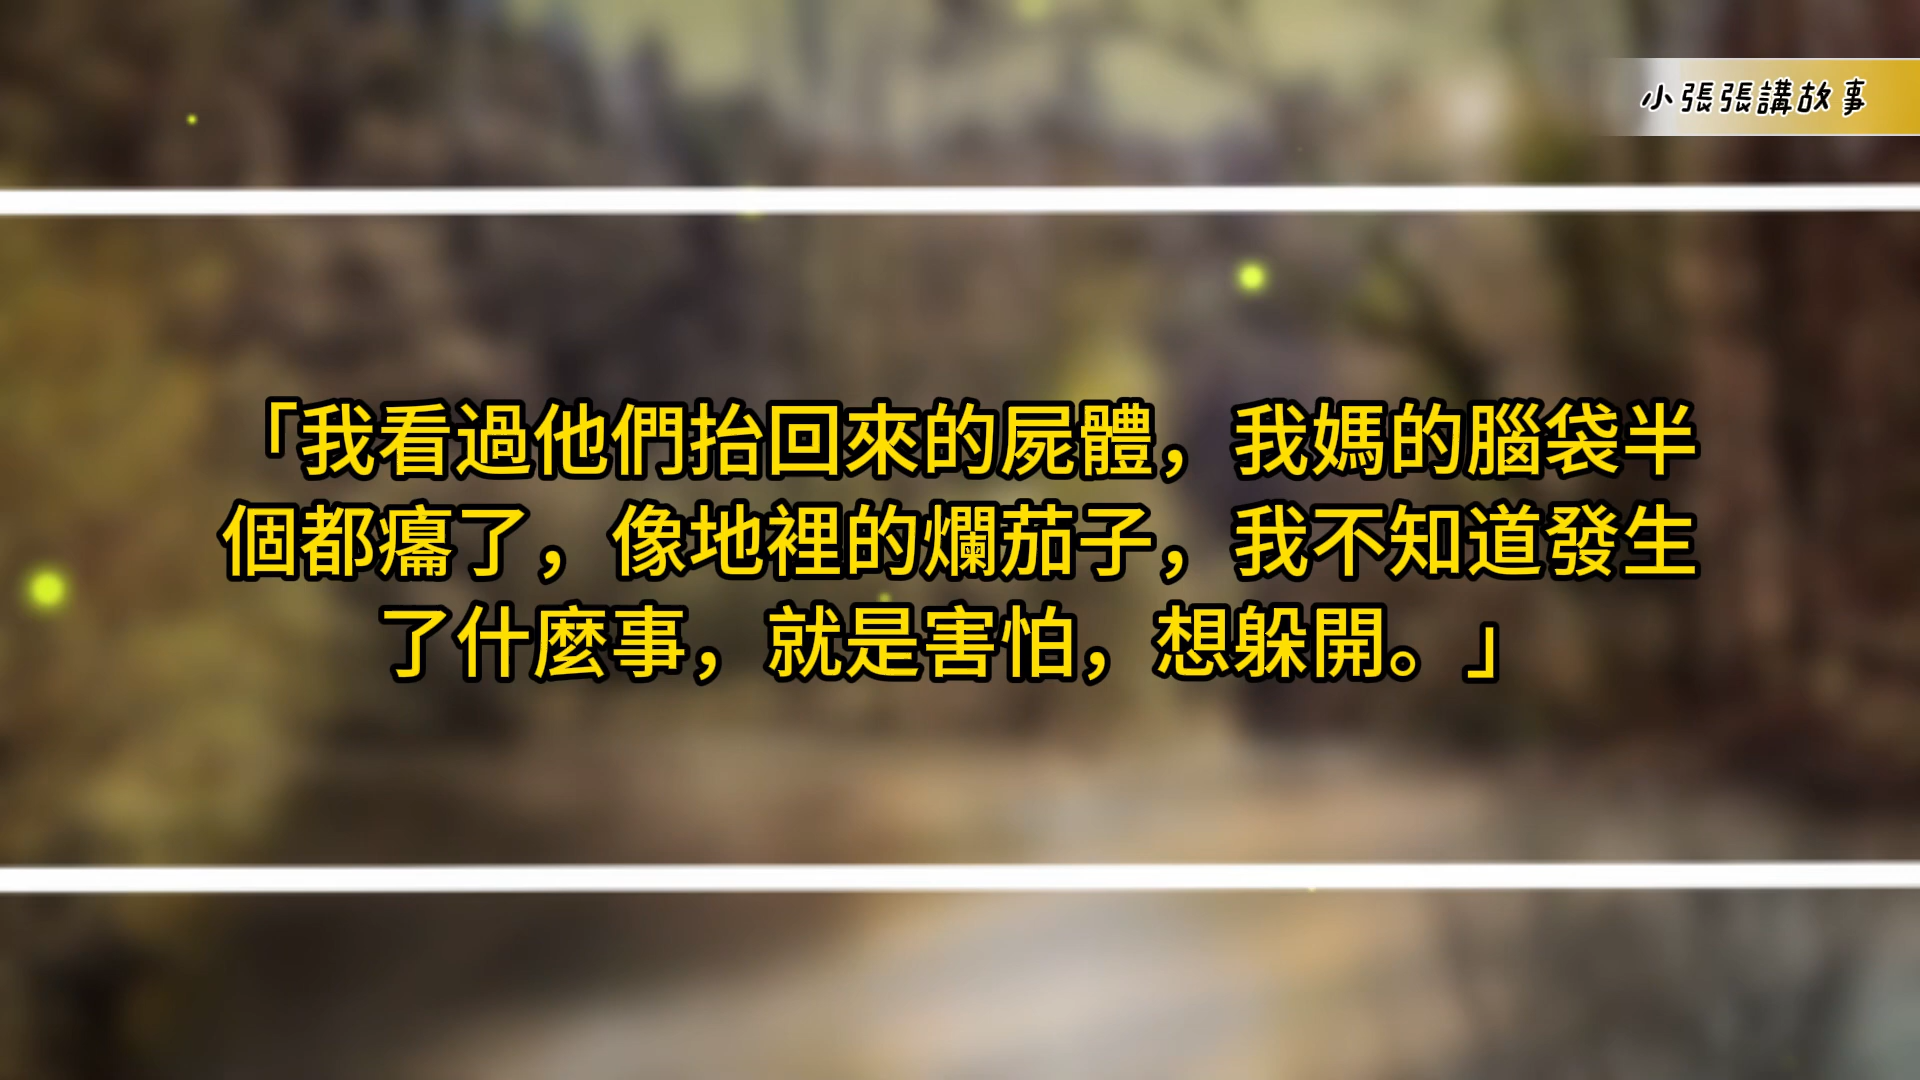 小張張講故事
「我看過他們抬回來的屍體，我媽的腦袋半
個都癟了，像地裡的爛茄子，我不知道發生
了什麼事，就是害怕，想躲開。」